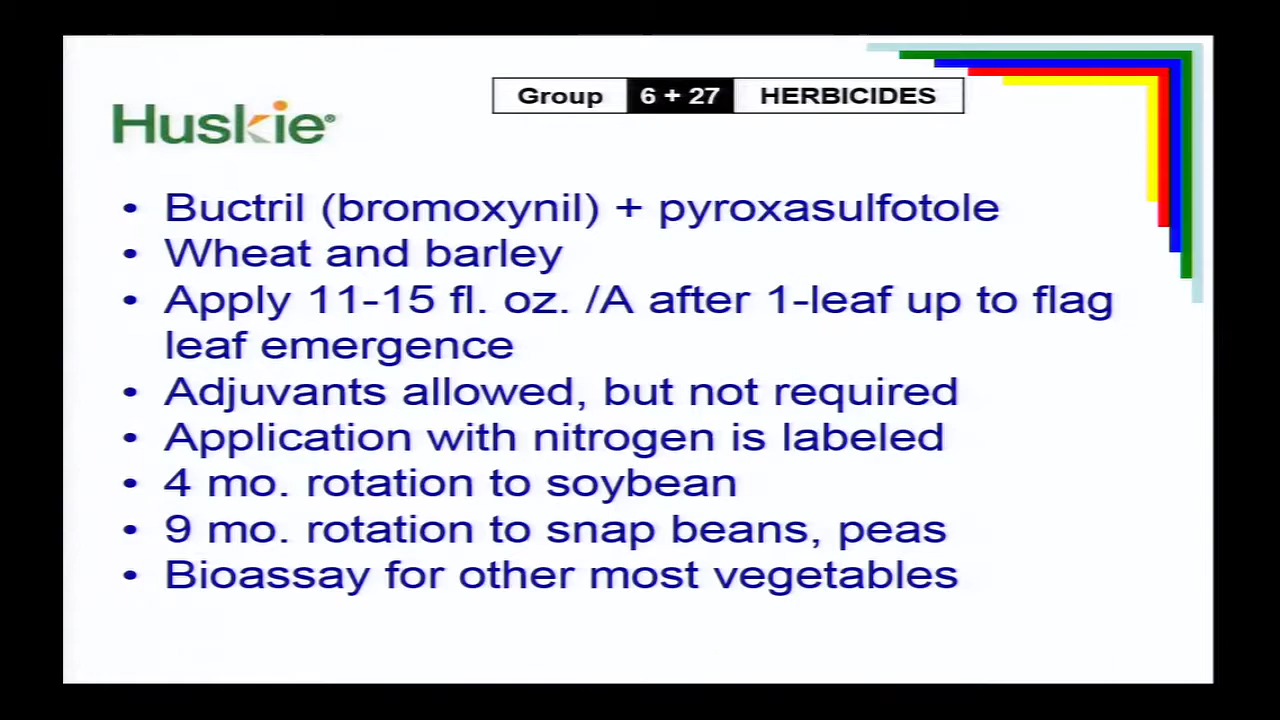 Group 6 + 27 HERBICIDES
Huskie®
• Buctril (bromoxynil) + pyroxasulfotole
• Wheat and barley
• Apply 11-15 fl. oz. /A after 1-leaf up to flag
leaf emergence
• Adjuvants allowed, but not required
• Application with nitrogen is labeled
• 4 mo. rotation to soybean
• 9 mo. rotation to snap beans, peas
• Bioassay for other most vegetables